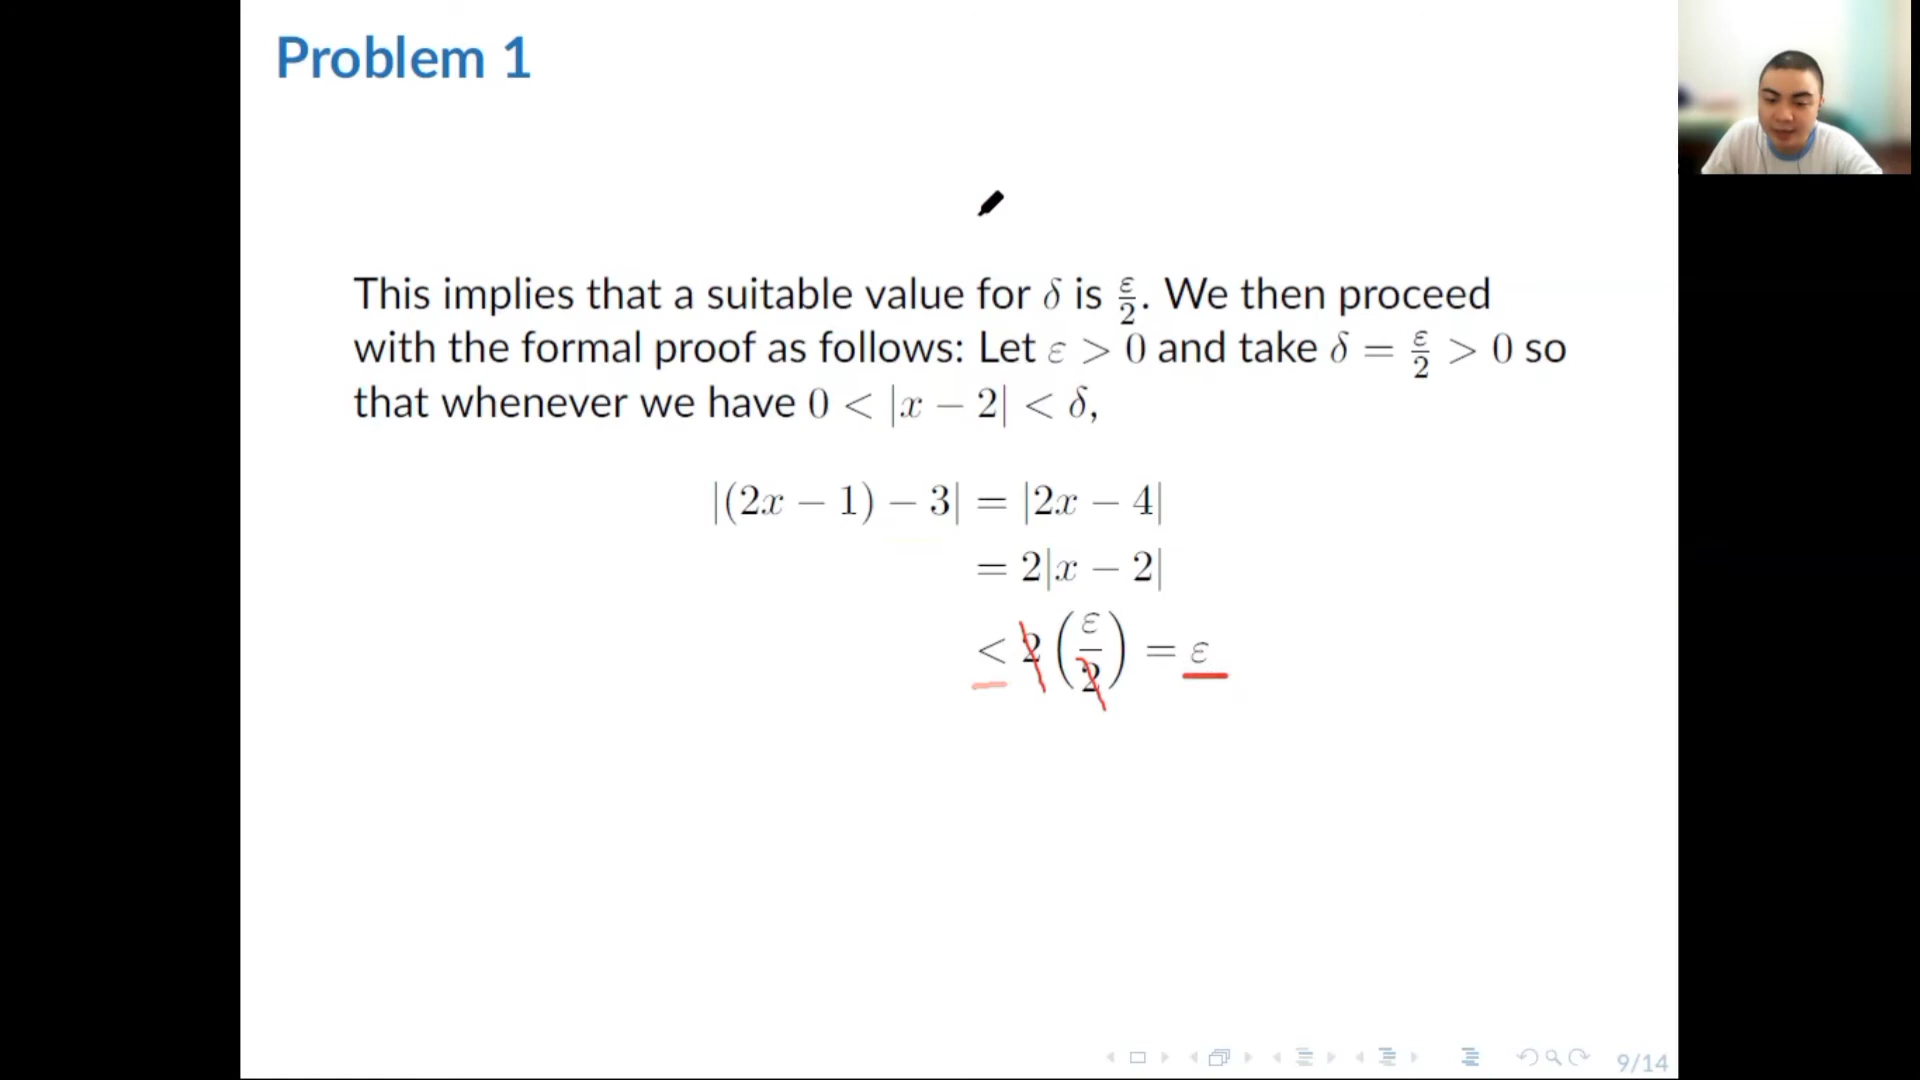 Problem 1
This implies that a suitable value for δ is ε/2. We then proceed
with the formal proof as follows: Let ε > 0 and take δ = ε/2 > 0 so
that whenever we have 0 < |x − 2| < δ,
|(2x − 1) − 3| = |2x − 4|
= 2|x − 2|
< 2(ε/2) = ε
9/14